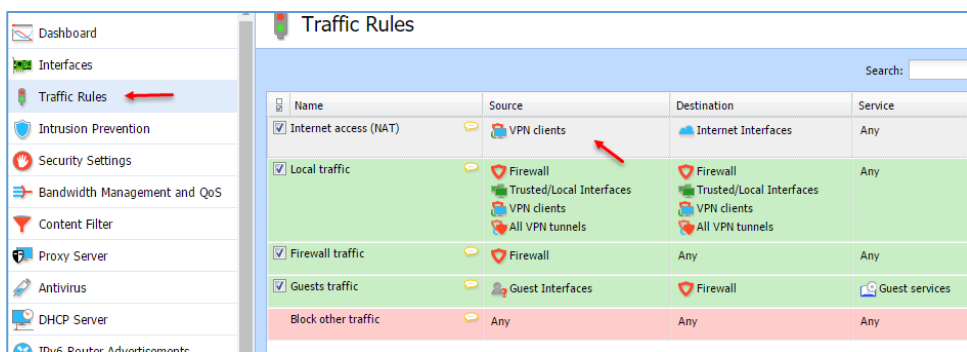 Traffic Rules
Dashboard
Interfaces
Traffic Rules
Intrusion Prevention
Security Settings
Bandwidth Management and QoS
Content Filter
Proxy Server
Antivirus
DHCP Server
IPv6 Router Advertisements
Search:
Name Source Destination Service
Internet access (NAT) VPN clients Internet Interfaces Any
Local traffic Firewall Firewall Any
Trusted/Local Interfaces Trusted/Local Interfaces
VPN clients VPN clients
All VPN tunnels All VPN tunnels
Firewall traffic Firewall Any Any
Guests traffic Guest Interfaces Firewall Guest services
Block other traffic Any Any Any